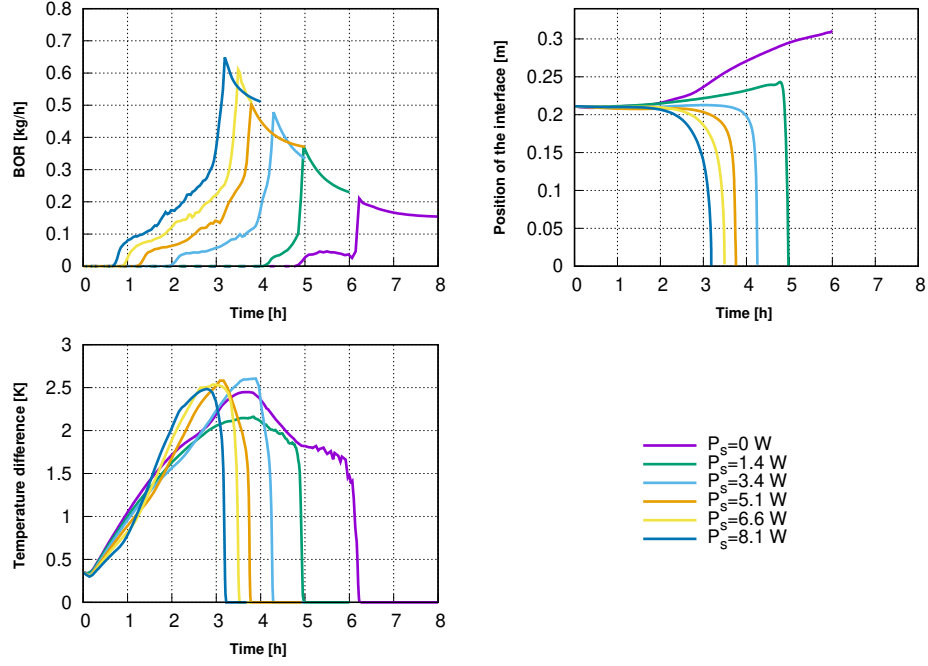 0.8
0.7
0.6
0.5
0.4
0.3
0.2
0.1
0
BOR [kg/h]
0 1 2 3 4 5 6 7 8
Time [h]
0.3
0.25
0.2
0.15
0.1
0.05
0
Position of the interface [m]
0 1 2 3 4 5 6 7 8
Time [h]
3
2.5
2
1.5
1
0.5
0
Temperature difference [K]
0 1 2 3 4 5 6 7 8
Time [h]
Pₛ=0 W
Pₛ=1.4 W
Pₛ=3.4 W
Pₛ=5.1 W
Pₛ=6.6 W
Pₛ=8.1 W